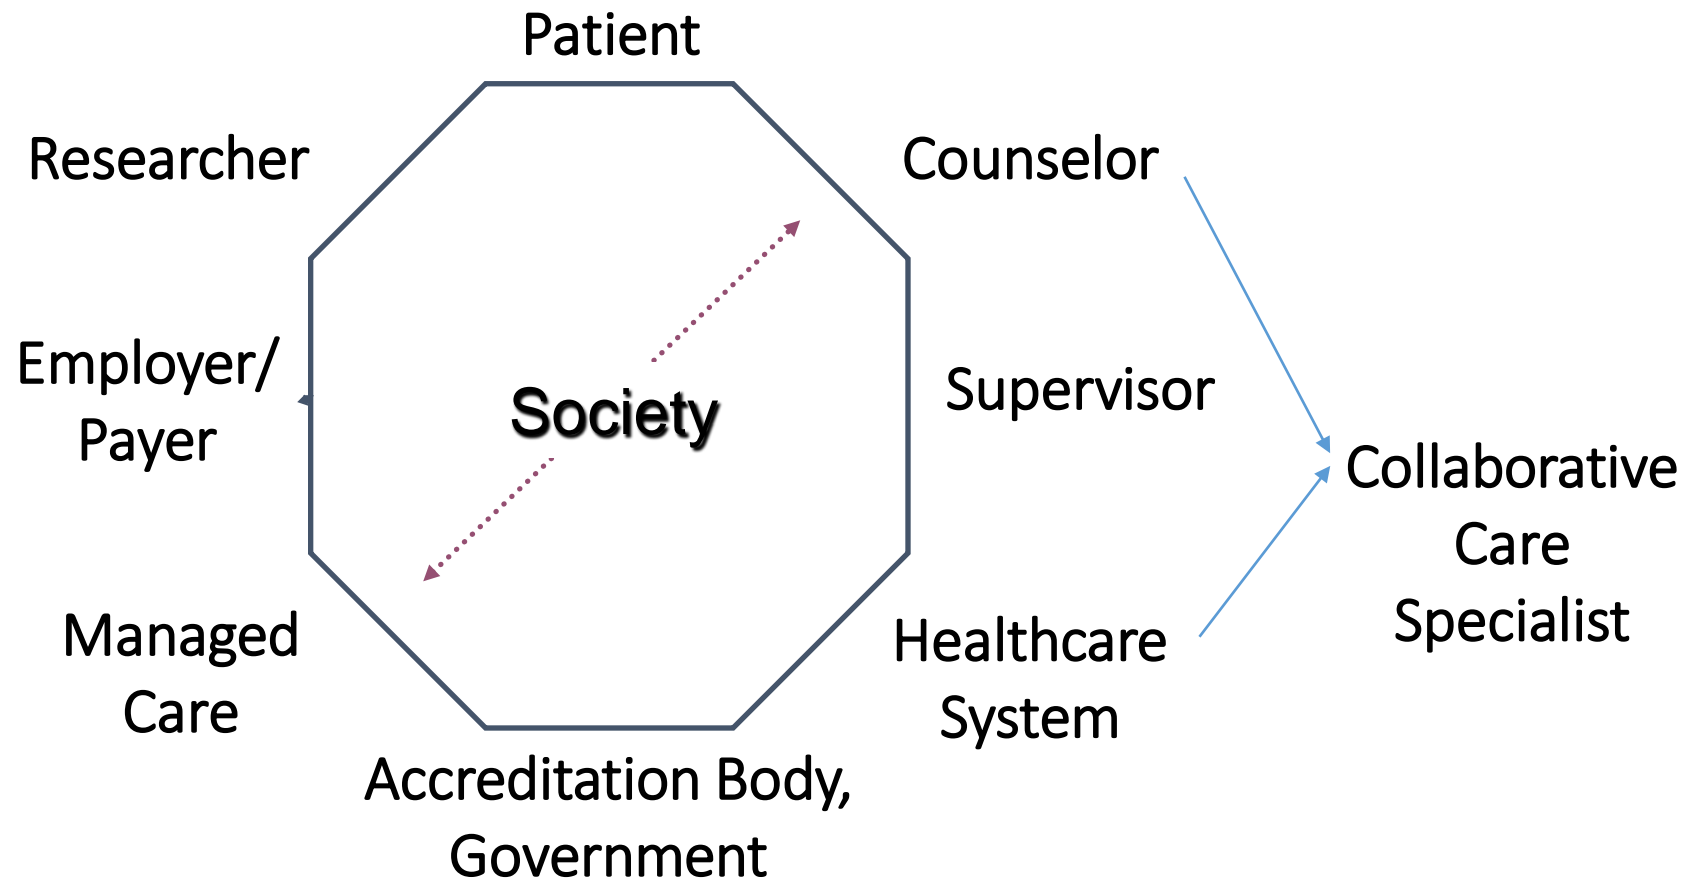 Patient
Researcher
Counselor
Employer/
Payer
Society
Supervisor
Collaborative
Care
Specialist
Managed
Care
Healthcare
System
Accreditation Body,
Government